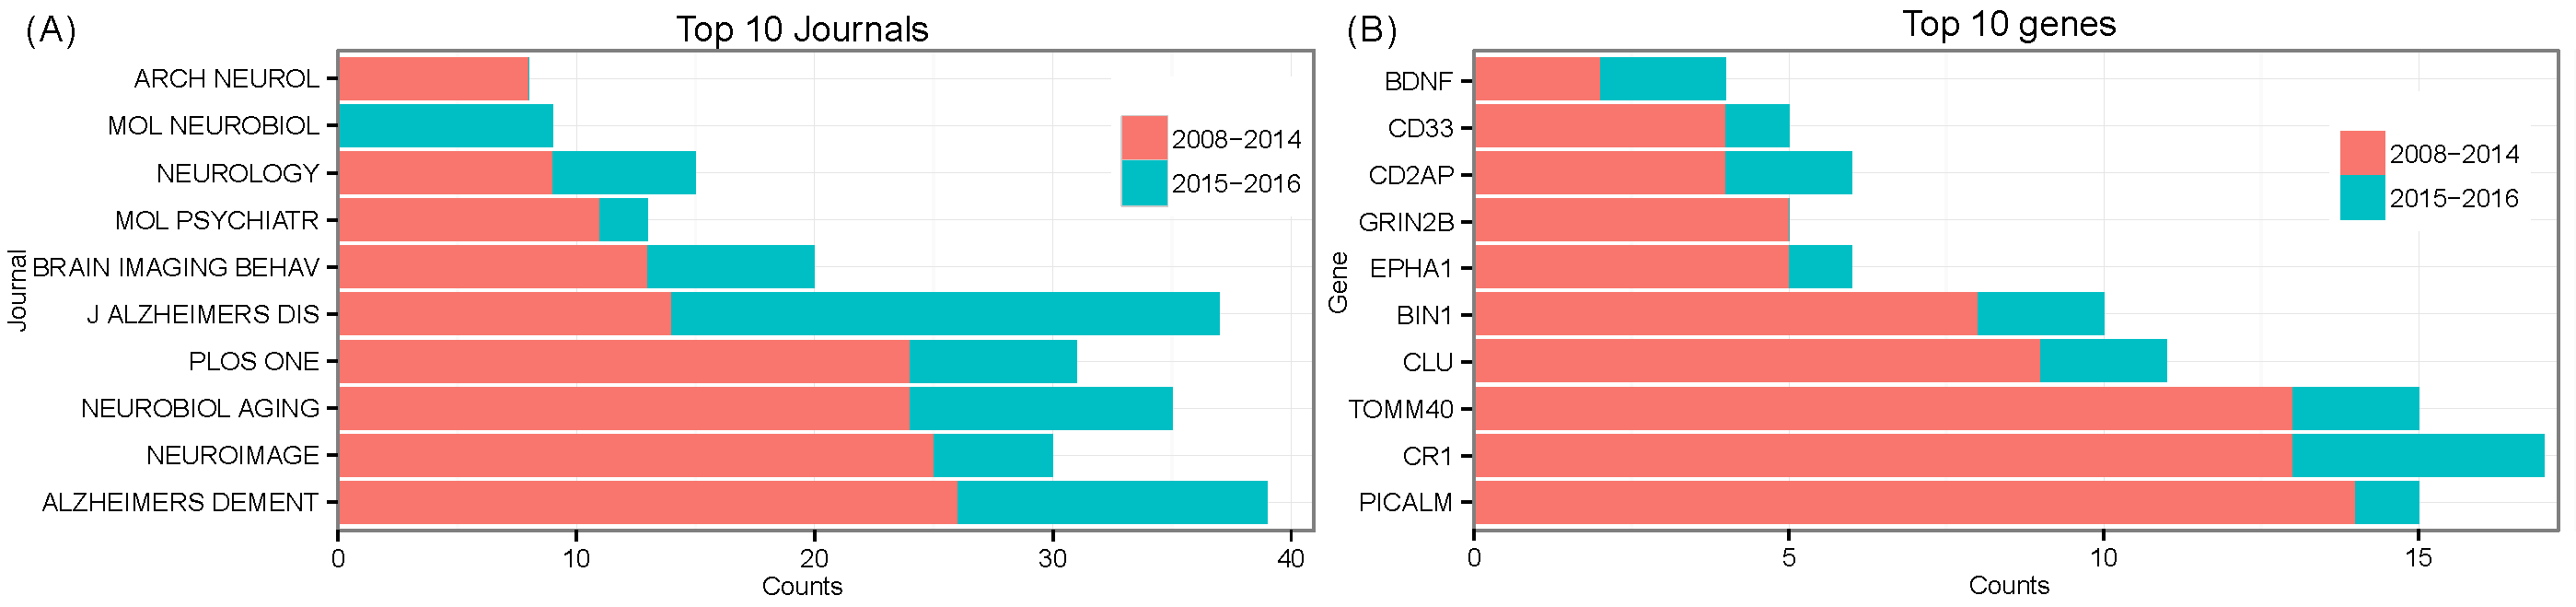 (A)
Top 10 Journals
Journal
ARCH NEUROL
MOL NEUROBIOL
NEUROLOGY
MOL PSYCHIATR
BRAIN IMAGING BEHAV
J ALZHEIMERS DIS
PLOS ONE
NEUROBIOL AGING
NEUROIMAGE
ALZHEIMERS DEMENT
2008−2014
2015−2016
0 10 20 30 40
Counts
(B)
Top 10 genes
Gene
BDNF
CD33
CD2AP
GRIN2B
EPHA1
BIN1
CLU
TOMM40
CR1
PICALM
2008−2014
2015−2016
0 5 10 15
Counts